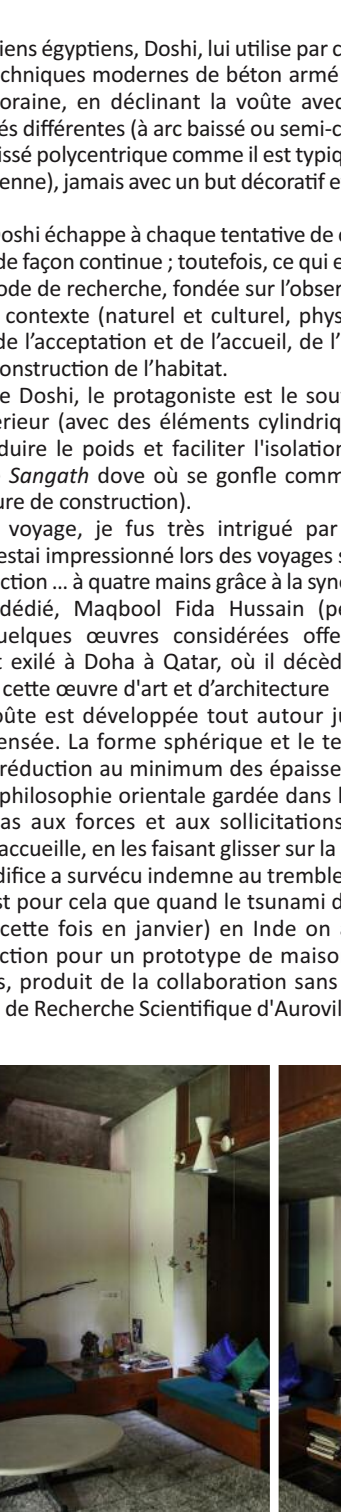 iens égyptiens, Doshi, lui utilise par c
chniques modernes de béton armé
oraine, en déclinant la voûte avec
és différentes (à arc baissé ou semi-c
issé polycentrique comme il est typiq
enne), jamais avec un but décoratif e
Doshi échappe à chaque tentative de
de façon continue ; toutefois, ce qui e
ode de recherche, fondée sur l’obser
contexte (naturel et culturel, phys
de l’acceptation et de l’accueil, de l’
onstruction de l’habitat.
e Doshi, le protagoniste est le sou
érieur (avec des éléments cylindriq
duire le poids et faciliter l'isolation
Sangath dove où se gonfle comm
ure de construction).
voyage, je fus très intrigué par
estai impressionné lors des voyages s
ction ... à quatre mains grâce à la syn
dédié, Maqbool Fida Hussain (pe
uelques œuvres considérées offe
t exilé à Doha à Qatar, où il décèd
cette œuvre d'art et d’architecture
oûte est développée tout autour ju
ensée. La forme sphérique et le te
réduction au minimum des épaisse
philosophie orientale gardée dans l
as aux forces et aux sollicitations
accueille, en les faisant glisser sur la
difice a survécu indemne au tremble
st pour cela que quand le tsunami d
cette fois en janvier) en Inde on a
ction pour un prototype de maiso
s, produit de la collaboration sans
de Recherche Scientifique d'Aurovil